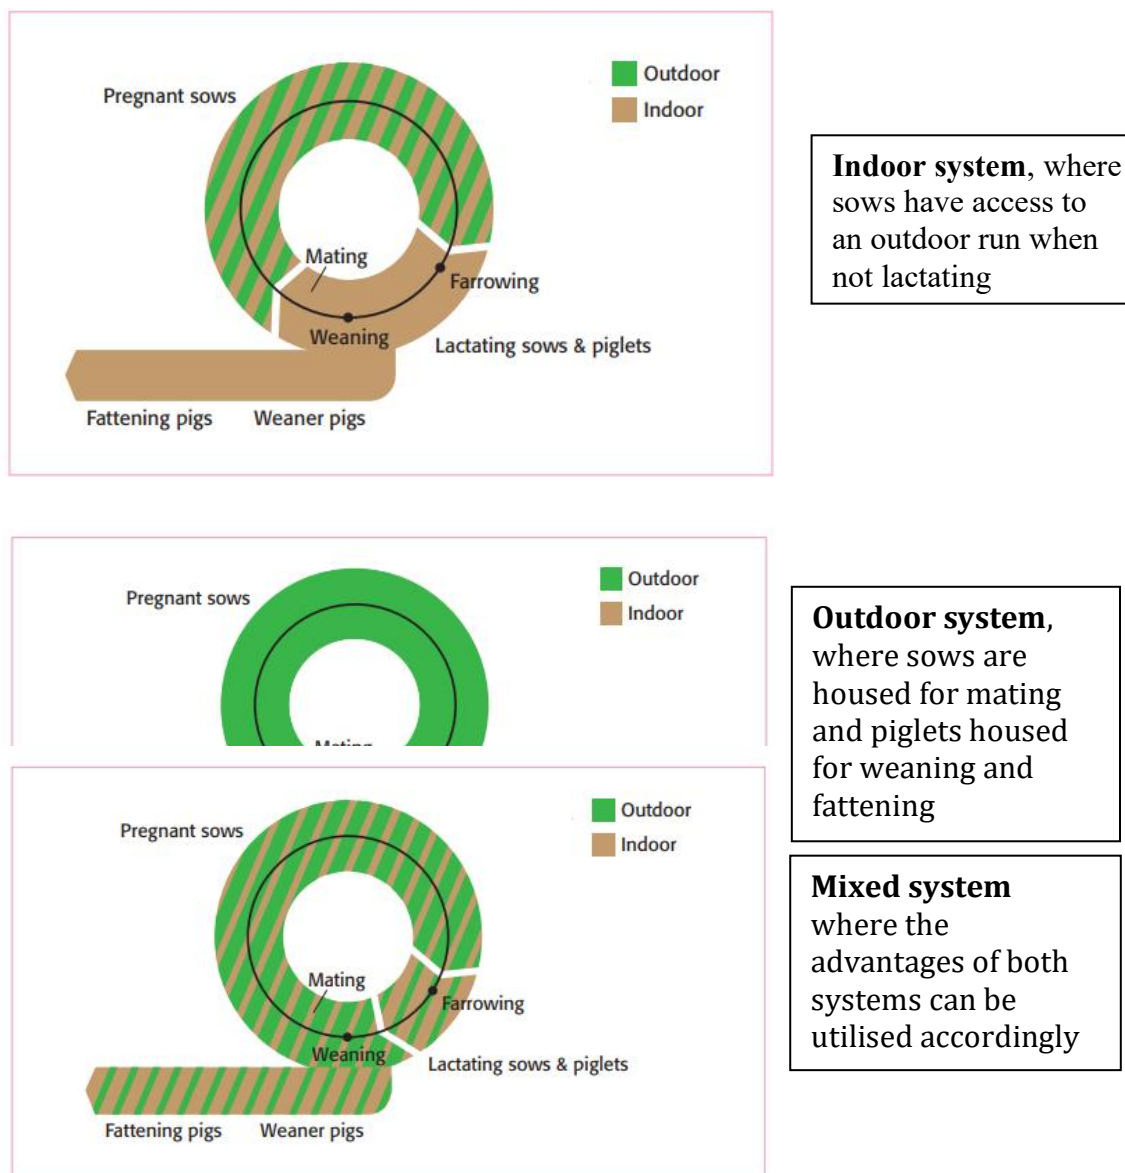 Outdoor
Indoor
Pregnant sows
Mating
Farrowing
Weaning
Lactating sows & piglets
Fattening pigs
Weaner pigs
Indoor system, where
sows have access to
an outdoor run when
not lactating
Outdoor
Indoor
Pregnant sows
Mating
Outdoor system,
where sows are
housed for mating
and piglets housed
for weaning and
fattening
Outdoor
Indoor
Pregnant sows
Mating
Farrowing
Weaning
Lactating sows & piglets
Fattening pigs
Weaner pigs
Mixed system
where the
advantages of both
systems can be
utilised accordingly